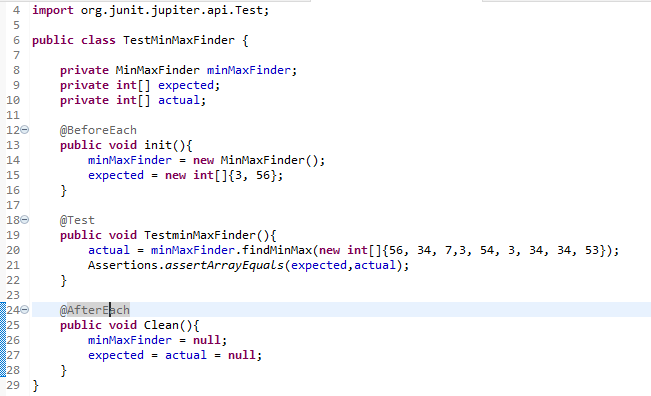 4 import org.junit.jupiter.api.Test;
5
6 public class TestMinMaxFinder {
7
8 private MinMaxFinder minMaxFinder;
9 private int[] expected;
10 private int[] actual;
11
12 @BeforeEach
13 public void init(){
14 minMaxFinder = new MinMaxFinder();
15 expected = new int[]{3, 56};
16 }
17
18 @Test
19 public void TestminMaxFinder(){
20 actual = minMaxFinder.findMinMax(new int[]{56, 34, 7,3, 54, 3, 34, 34, 53});
21 Assertions.assertArrayEquals(expected,actual);
22 }
23
24 @AfterEach
25 public void Clean(){
26 minMaxFinder = null;
27 expected = actual = null;
28 }
29 }